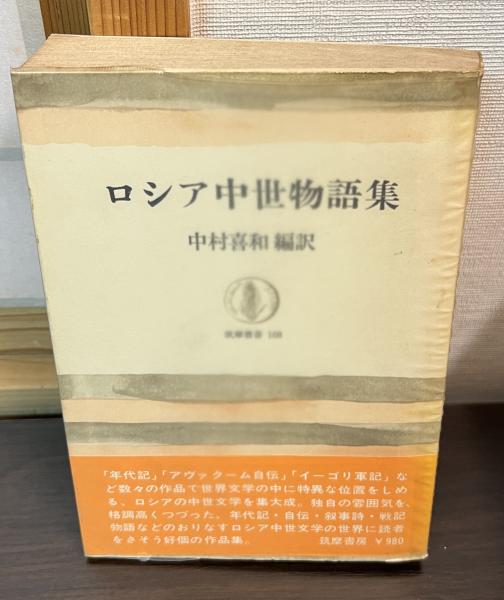 ロシア中世物語集
中村喜和 編訳
筑摩叢書 168
「年代記」「アヴァクーム自伝」「イーゴリ軍記」な
ど数々の作品で世界文学の中に特異な位置をしめ
る、ロシアの中世文学を集大成。独自の雰囲気を、
格調高くつづった、年代記・自伝・叙事詩・戦記
物語などのおりなすロシア中世文学の世界に読者
をさそう好個の作品集。 筑摩書房 ￥980